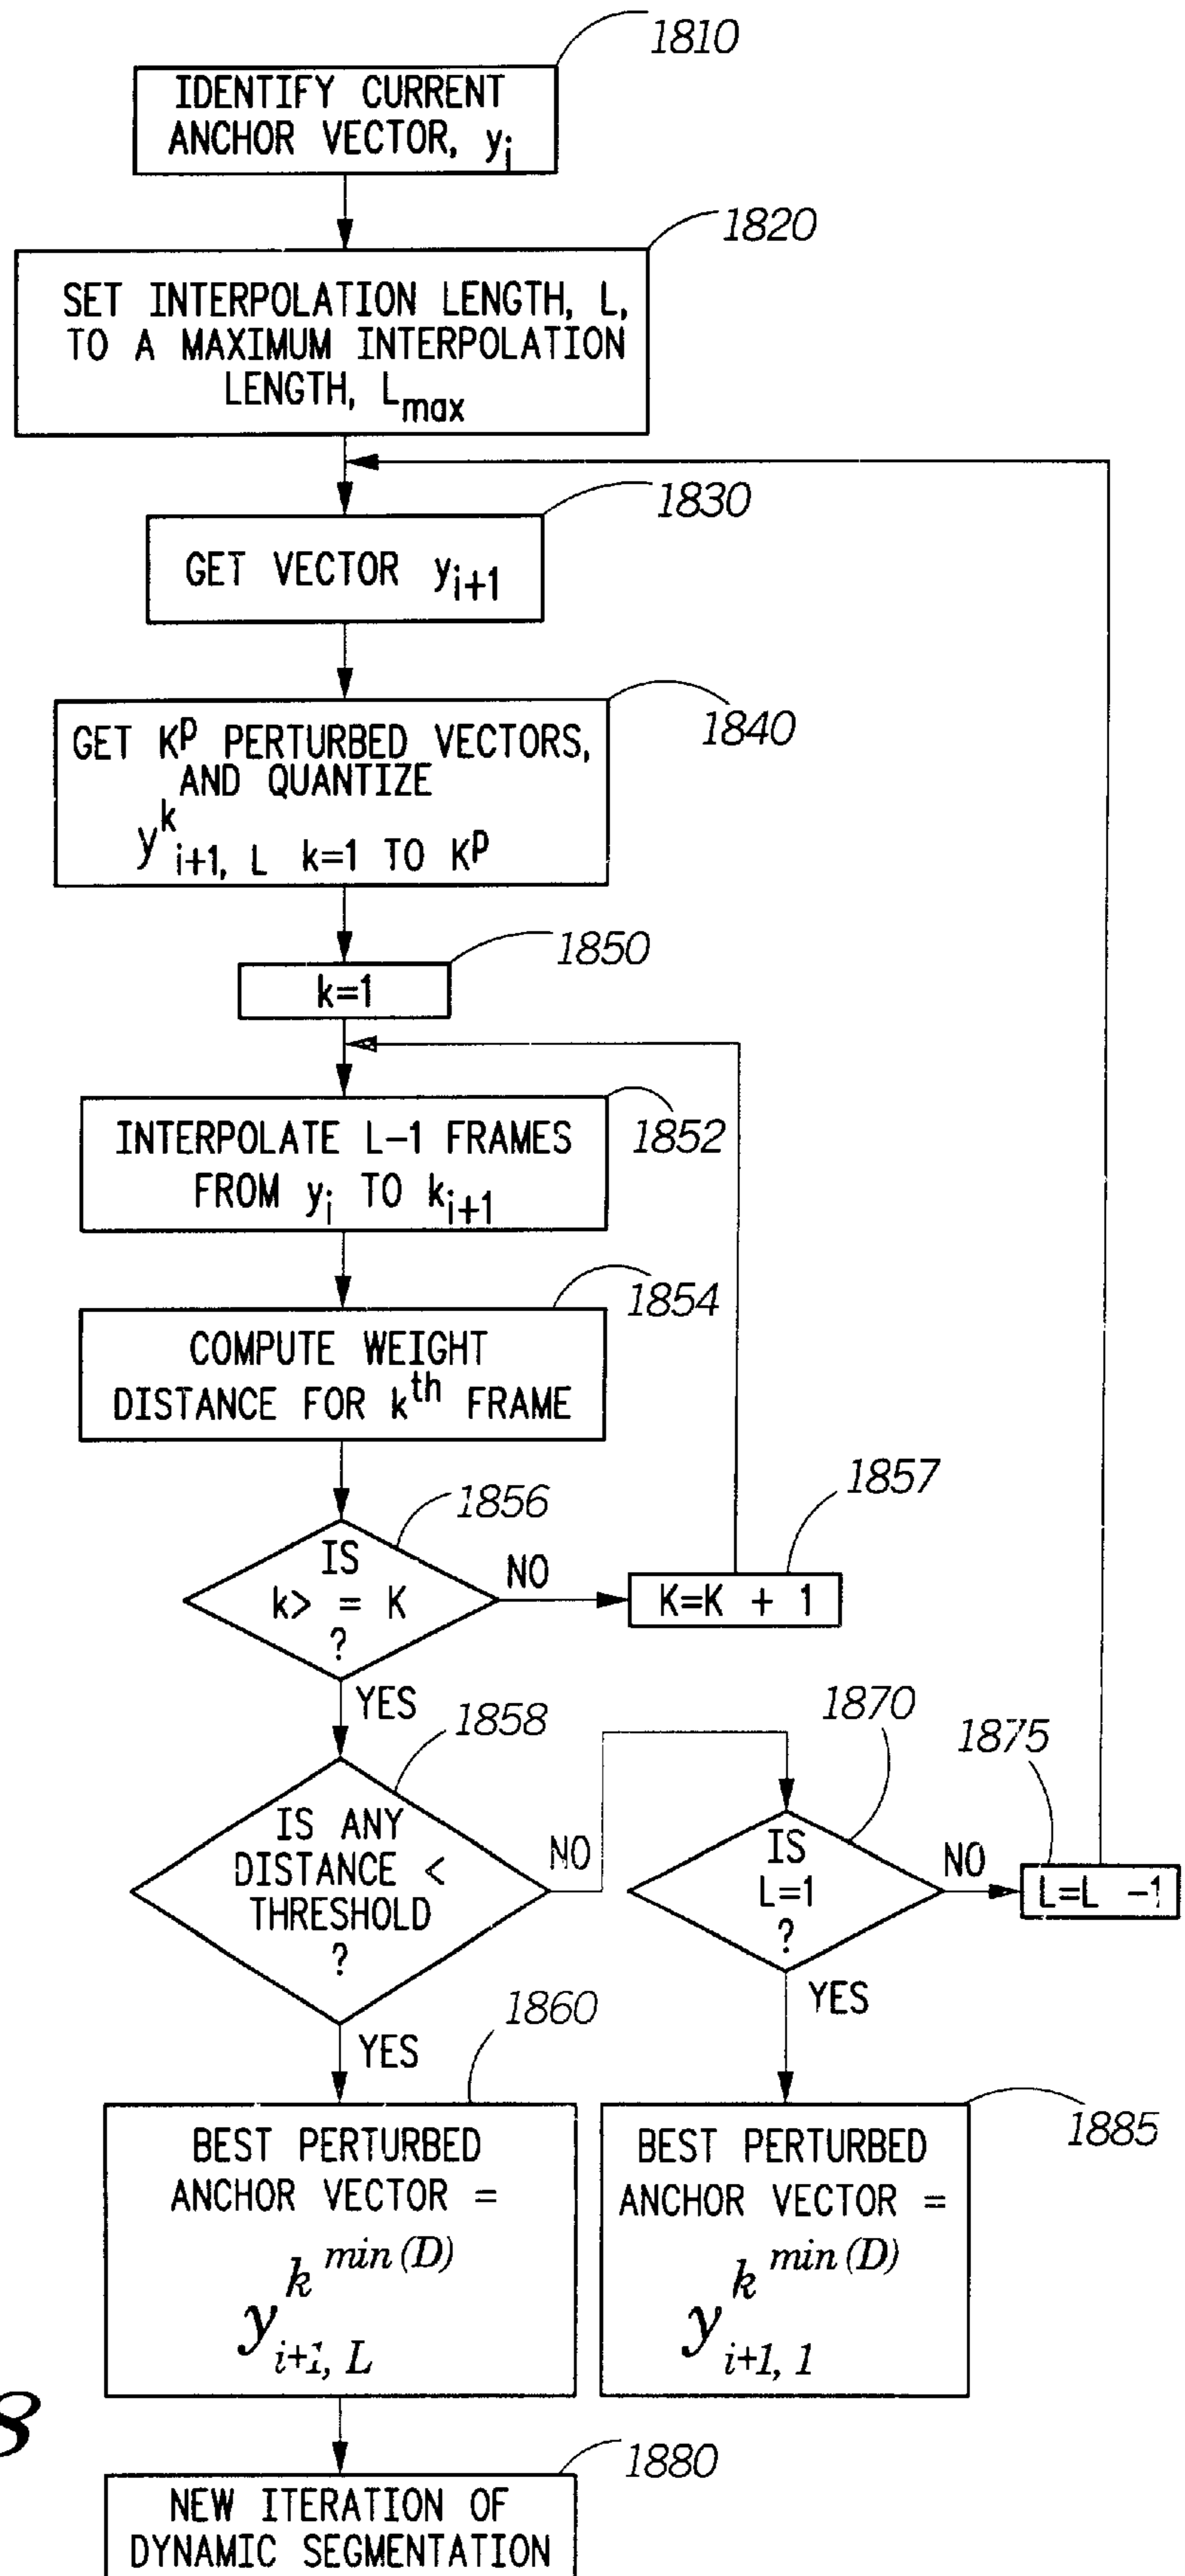 1810
IDENTIFY CURRENT
ANCHOR VECTOR, yi
1820
SET INTERPOLATION LENGTH, L,
TO A MAXIMUM INTERPOLATION
LENGTH, Lmax
1830
GET VECTOR yi+1
1840
GET Kp PERTURBED VECTORS,
AND QUANTIZE
yk i+1, L k=1 TO Kp
1850
k=1
1852
INTERPOLATE L-1 FRAMES
FROM yi TO ki+1
1854
COMPUTE WEIGHT
DISTANCE FOR kth FRAME
1856
IS
k> = K
?
NO
1857
K=K + 1
YES
1858
IS ANY
DISTANCE <
THRESHOLD
?
NO
1870
IS
L=1
?
NO
1875
L=L -1
YES
YES
1860
BEST PERTURBED
ANCHOR VECTOR =
y k min (D) i+1, L
1885
BEST PERTURBED
ANCHOR VECTOR =
y k min (D) i+1, 1
8
1880
NEW ITERATION OF
DYNAMIC SEGMENTATION